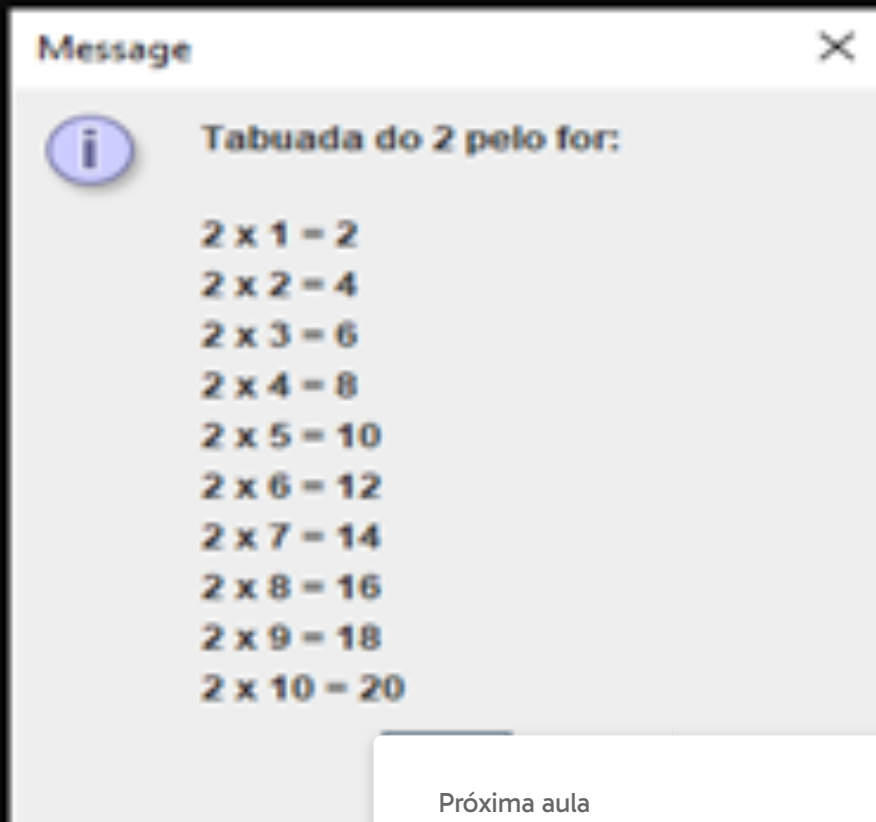 Message
i
Tabuada do 2 pelo for:
2 x 1 = 2
2 x 2 = 4
2 x 3 = 6
2 x 4 = 8
2 x 5 = 10
2 x 6 = 12
2 x 7 = 14
2 x 8 = 16
2 x 9 = 18
2 x 10 = 20
Próxima aula